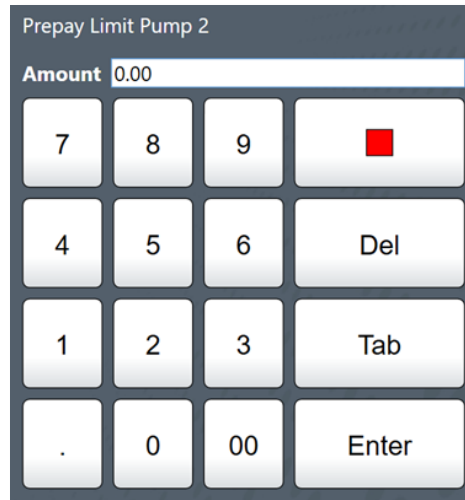 Prepay Limit Pump 2
Amount 0.00
7 8 9
4 5 6 Del
1 2 3 Tab
. 0 00 Enter